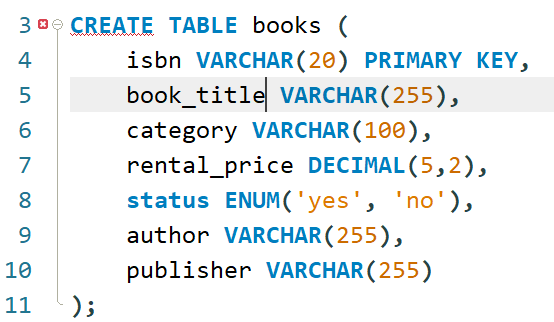 3 CREATE TABLE books (
4 isbn VARCHAR(20) PRIMARY KEY,
5 book_title VARCHAR(255),
6 category VARCHAR(100),
7 rental_price DECIMAL(5,2),
8 status ENUM('yes', 'no'),
9 author VARCHAR(255),
10 publisher VARCHAR(255)
11 );